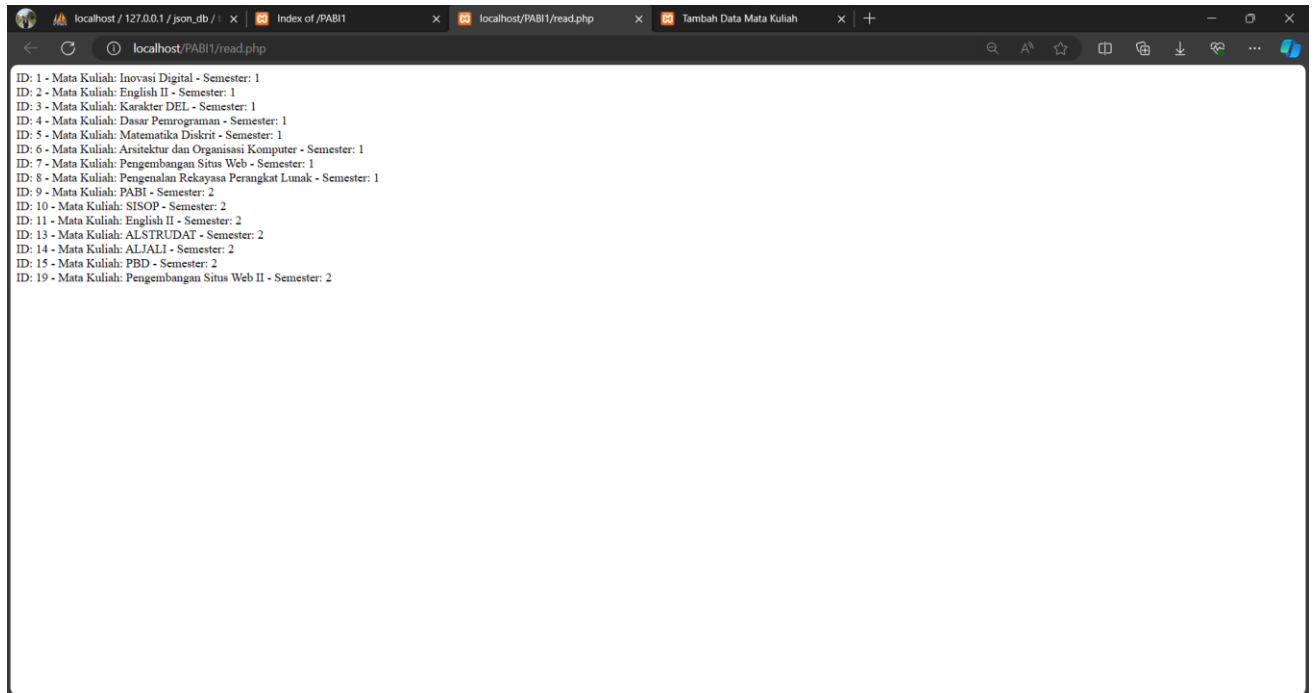 localhost / 127.0.0.1 / json_db / t
Index of /PABI1
localhost/PABI1/read.php
Tambah Data Mata Kuliah
localhost/PABI1/read.php
ID: 1 - Mata Kuliah: Inovasi Digital - Semester: 1
ID: 2 - Mata Kuliah: English II - Semester: 1
ID: 3 - Mata Kuliah: Karakter DEL - Semester: 1
ID: 4 - Mata Kuliah: Dasar Pemrograman - Semester: 1
ID: 5 - Mata Kuliah: Matematika Diskrit - Semester: 1
ID: 6 - Mata Kuliah: Arsitektur dan Organisasi Komputer - Semester: 1
ID: 7 - Mata Kuliah: Pengembangan Situs Web - Semester: 1
ID: 8 - Mata Kuliah: Pengenalan Rekayasa Perangkat Lunak - Semester: 1
ID: 9 - Mata Kuliah: PABI - Semester: 2
ID: 10 - Mata Kuliah: SISOP - Semester: 2
ID: 11 - Mata Kuliah: English II - Semester: 2
ID: 13 - Mata Kuliah: ALSTRUDAT - Semester: 2
ID: 14 - Mata Kuliah: ALJALI - Semester: 2
ID: 15 - Mata Kuliah: PBD - Semester: 2
ID: 19 - Mata Kuliah: Pengembangan Situs Web II - Semester: 2